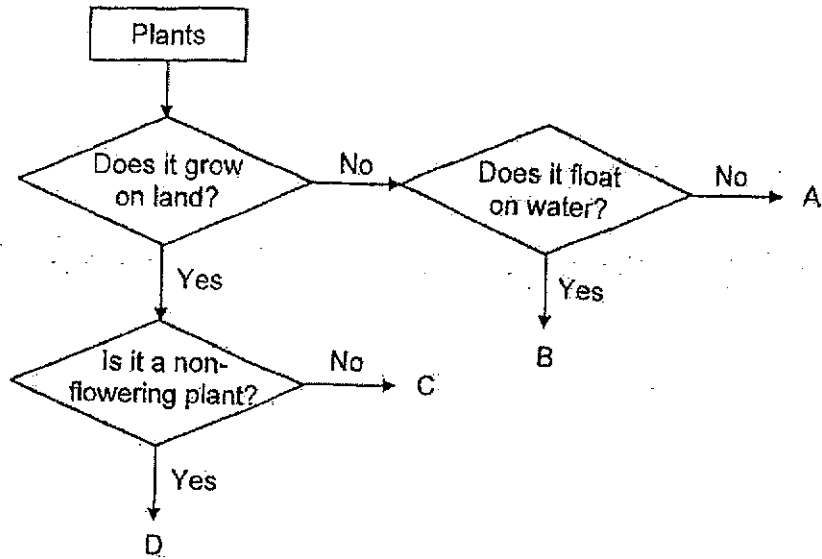 Plants
Does it grow
on land?
No
Does it float
on water?
No
A
Yes
Yes
B
Is it a non-
flowering plant?
No
C
Yes
D